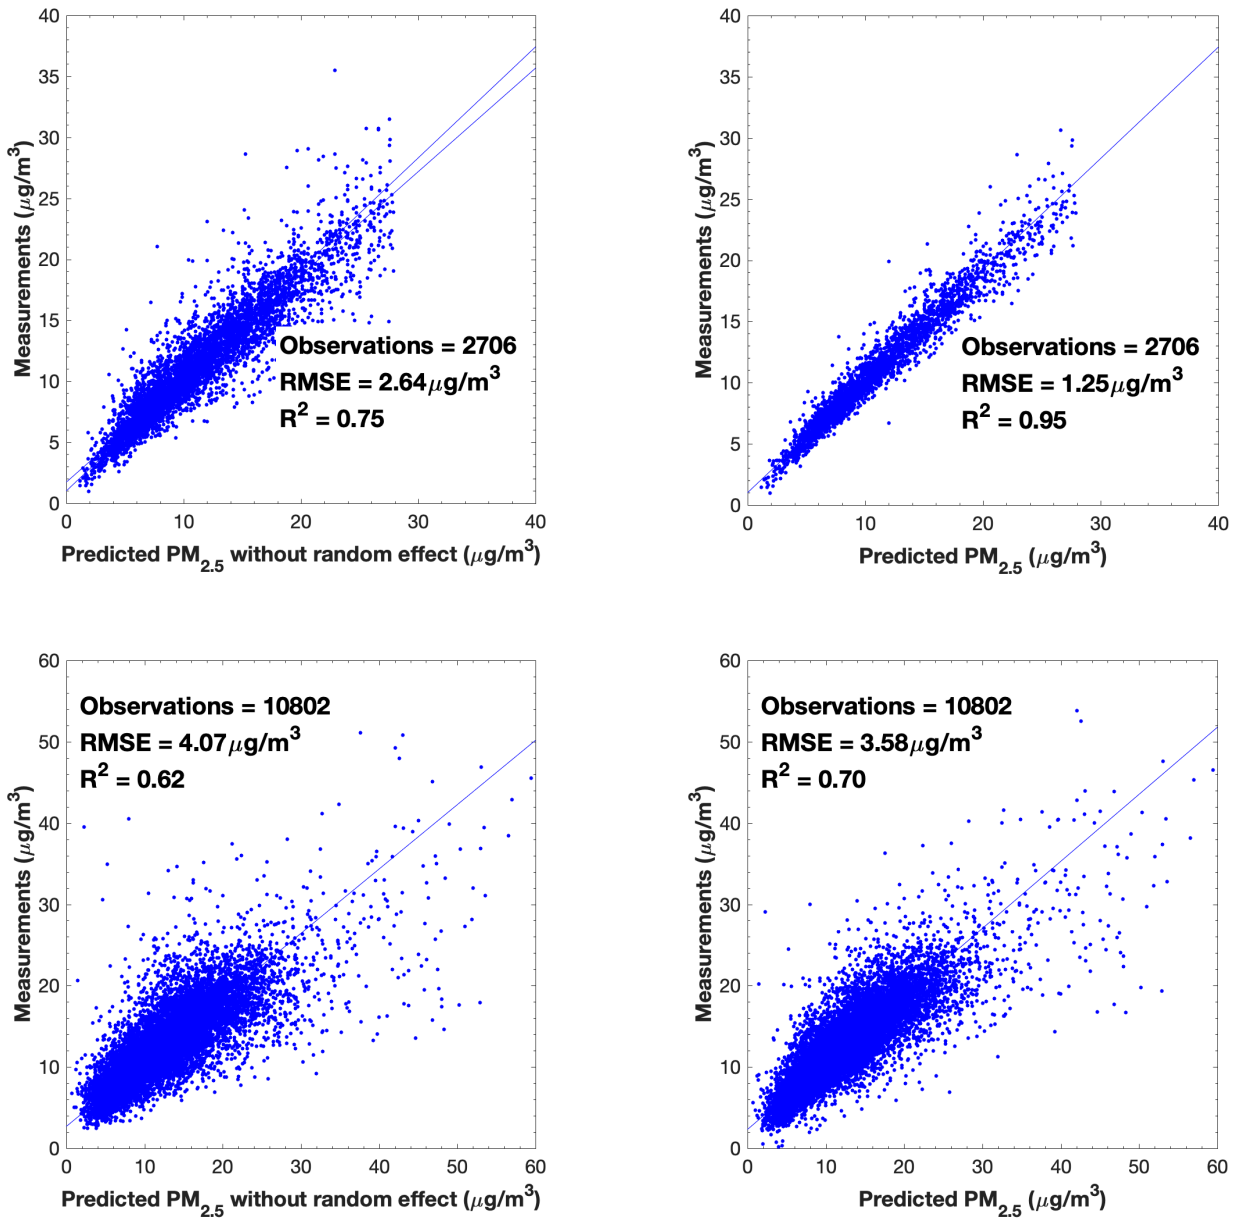 40
35
30
25
20
15
10
5
0
Measurements (μg/m³)
Observations = 2706
RMSE = 2.64μg/m³
R² = 0.75
0 10 20 30 40
Predicted PM₂.₅ without random effect (μg/m³)
40
35
30
25
20
15
10
5
0
Measurements (μg/m³)
Observations = 2706
RMSE = 1.25μg/m³
R² = 0.95
0 10 20 30 40
Predicted PM₂.₅ (μg/m³)
60
50
40
30
20
10
0
Measurements (μg/m³)
Observations = 10802
RMSE = 4.07μg/m³
R² = 0.62
0 10 20 30 40 50 60
Predicted PM₂.₅ without random effect (μg/m³)
60
50
40
30
20
10
0
Measurements (μg/m³)
Observations = 10802
RMSE = 3.58μg/m³
R² = 0.70
0 10 20 30 40 50 60
Predicted PM₂.₅ (μg/m³)